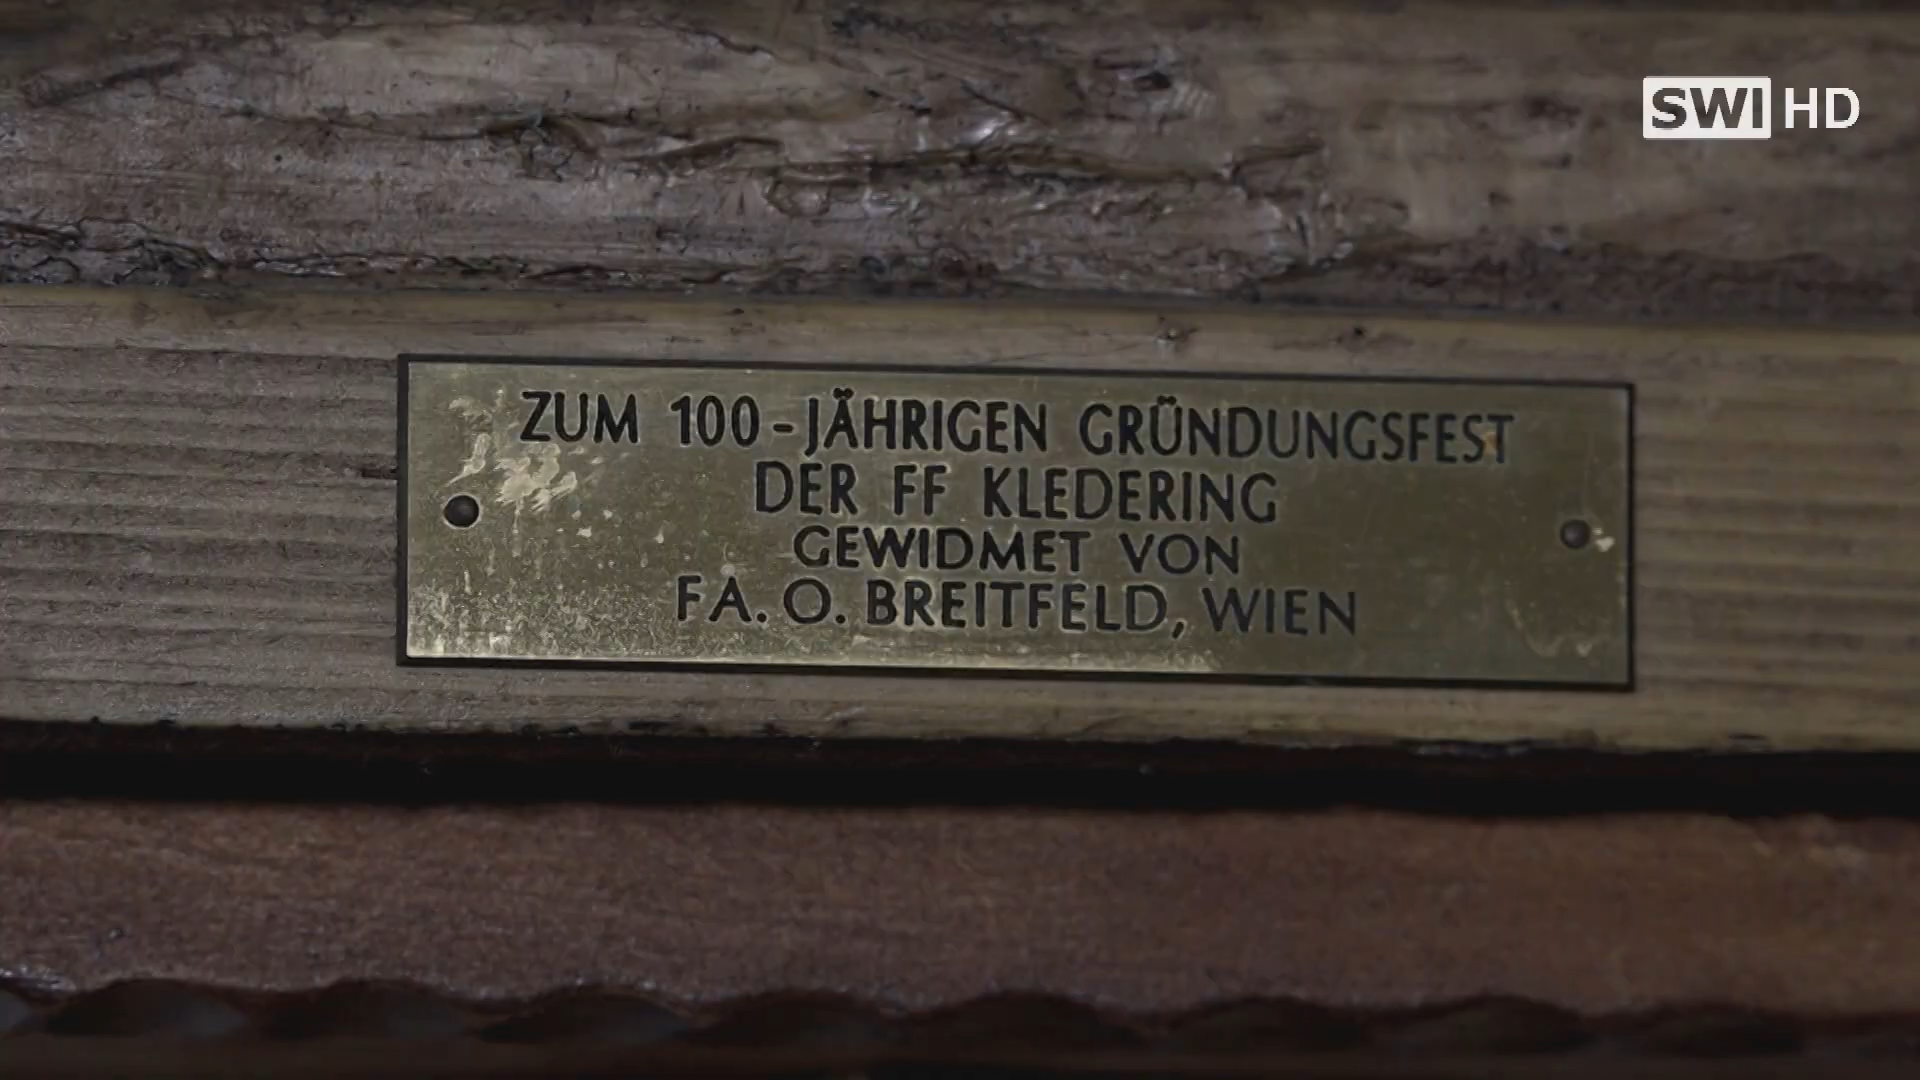 SWI HD
ZUM 100-JÄHRIGEN GRÜNDUNGSFEST
DER FF KLEDERING
GEWIDMET VON
FA. O. BREITFELD, WIEN